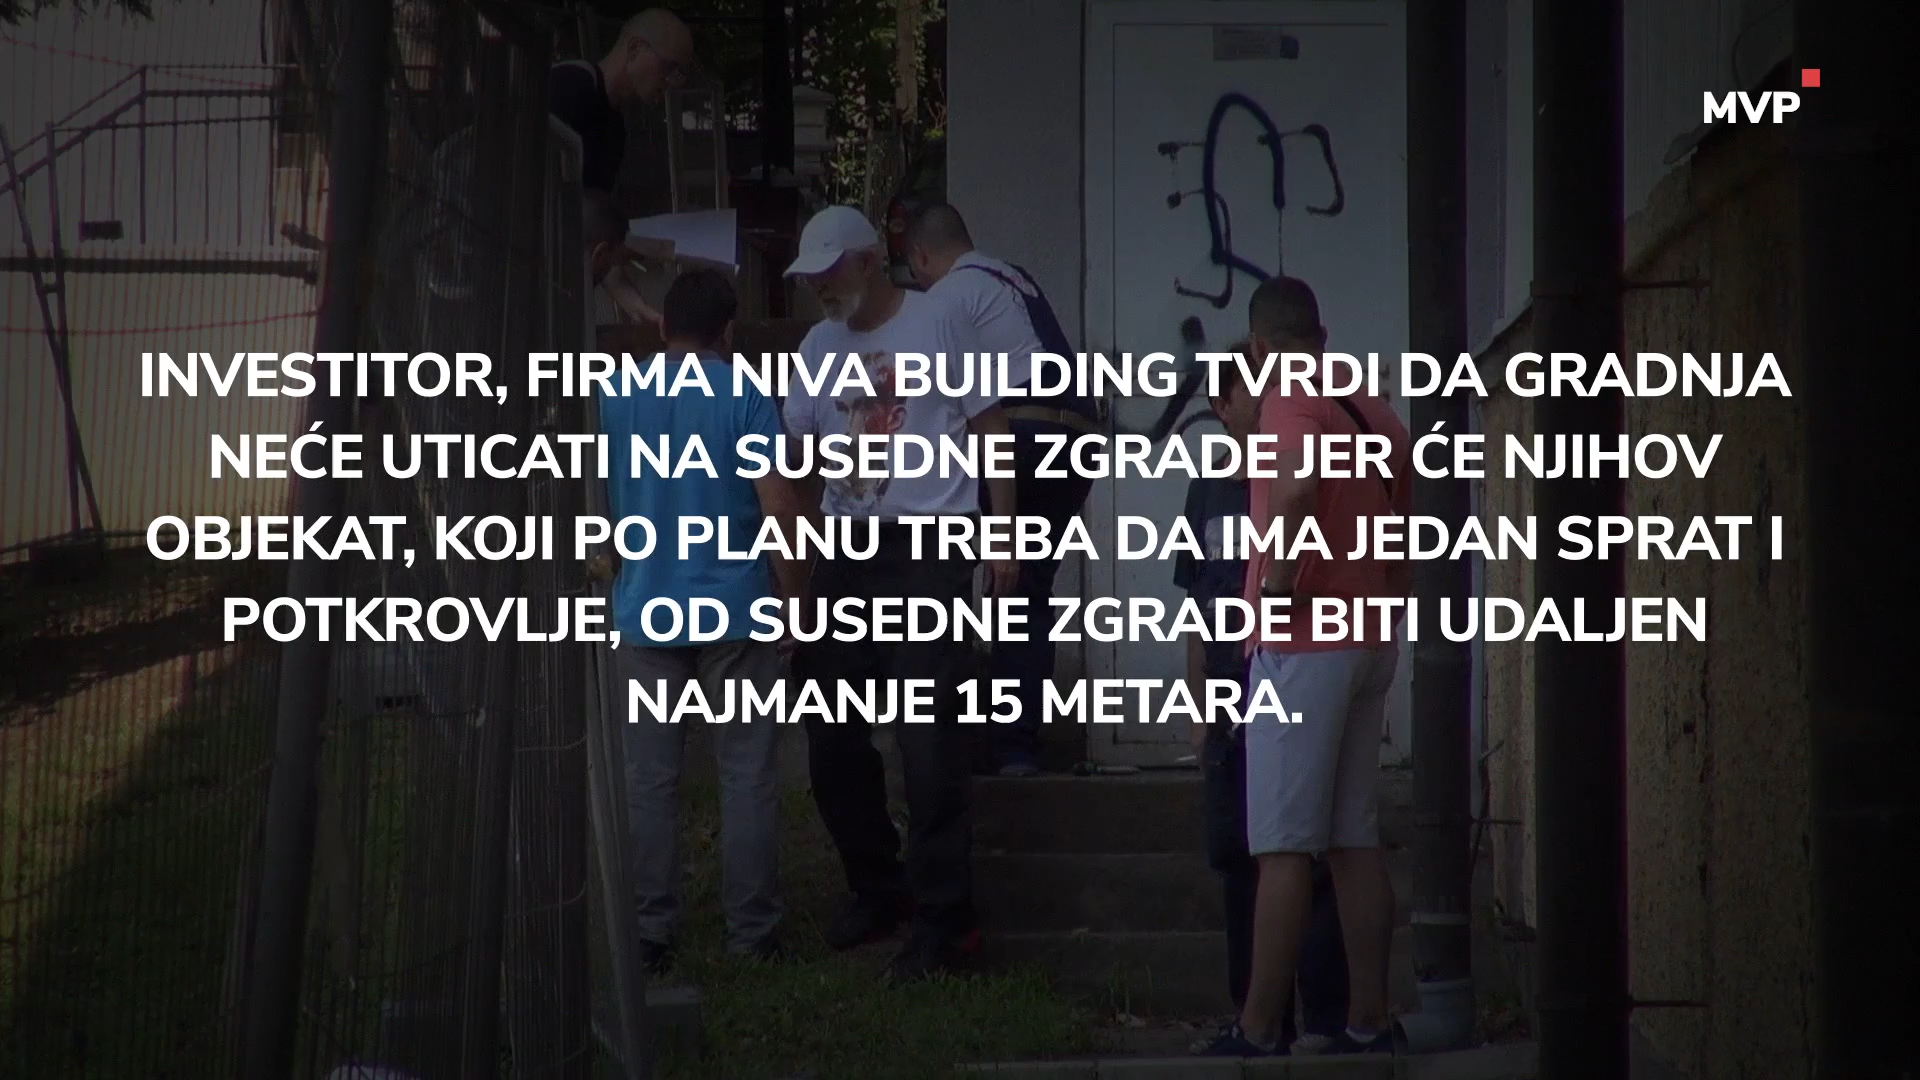 MVP
INVESTITOR, FIRMA NIVA BUILDING TVRDI DA GRADNJA
NEĆE UTICATI NA SUSEDNE ZGRADE JER ĆE NJIHOV
OBJEKAT, KOJI PO PLANU TREBA DA IMA JEDAN SPRAT I
POTKROVLJE, OD SUSEDNE ZGRADE BITI UDALJEN
NAJMANJE 15 METARA.